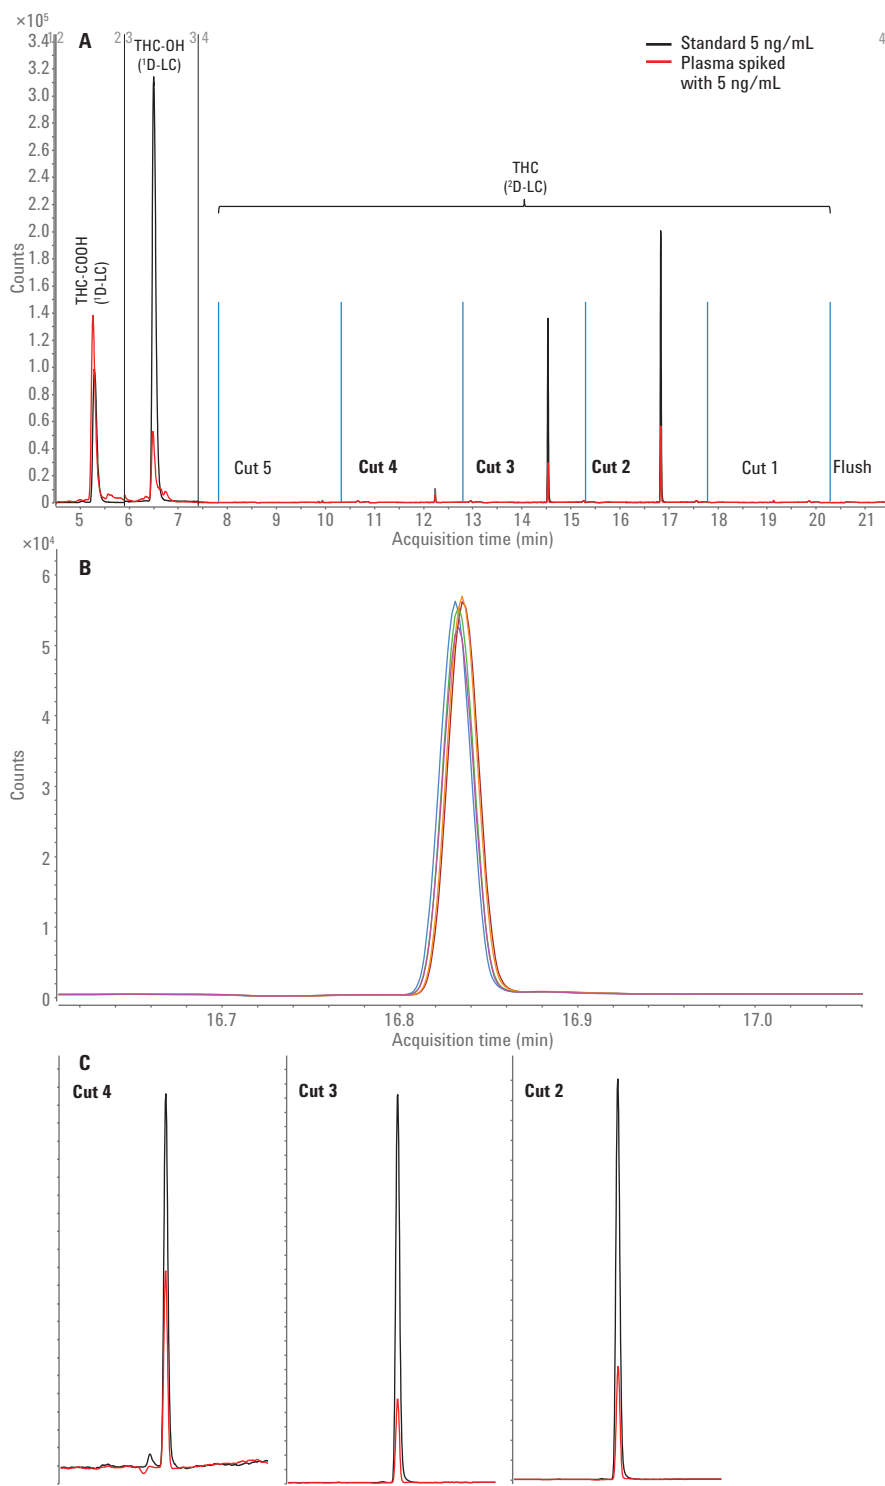 ×10⁵
3.4
3.2
3.0
2.8
2.6
2.4
2.2
2.0
1.8
1.6
1.4
1.2
1.0
0.8
0.6
0.4
0.2
0
Counts
A
1 2
2 3
3 4
4
THC-COOH
(¹D-LC)
THC-OH
(¹D-LC)
Standard 5 ng/mL
Plasma spiked
with 5 ng/mL
THC
(²D-LC)
Cut 5
Cut 4
Cut 3
Cut 2
Cut 1
Flush
5 6 7 8 9 10 11 12 13 14 15 16 17 18 19 20 21
Acquisition time (min)
×10⁴
B
6
5
4
3
2
1
0
Counts
16.7 16.8 16.9 17.0
Acquisition time (min)
C
Cut 4
Cut 3
Cut 2